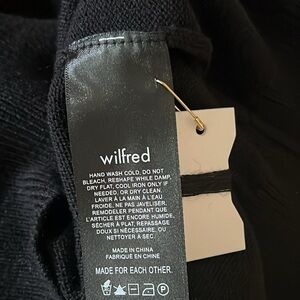 wilfred
HAND WASH COLD, DO NOT
BLEACH, RESHAPE WHILE DAMP,
DRY FLAT, COOL IRON ONLY IF
NEEDED, OR DRY CLEAN.
LAVER À LA MAIN À L'EAU
FROIDE, NE PAS JAVELISER,
REMODELER PENDANT QUE
L'ARTICLE EST ENCORE HUMIDE,
SÉCHER À PLAT, REPASSAGE
DOUX SI NÉCESSAIRE, OU
NETTOYER À SEC.
MADE IN CHINA
FABRIQUÉ EN CHINE
MADE FOR EACH OTHER.